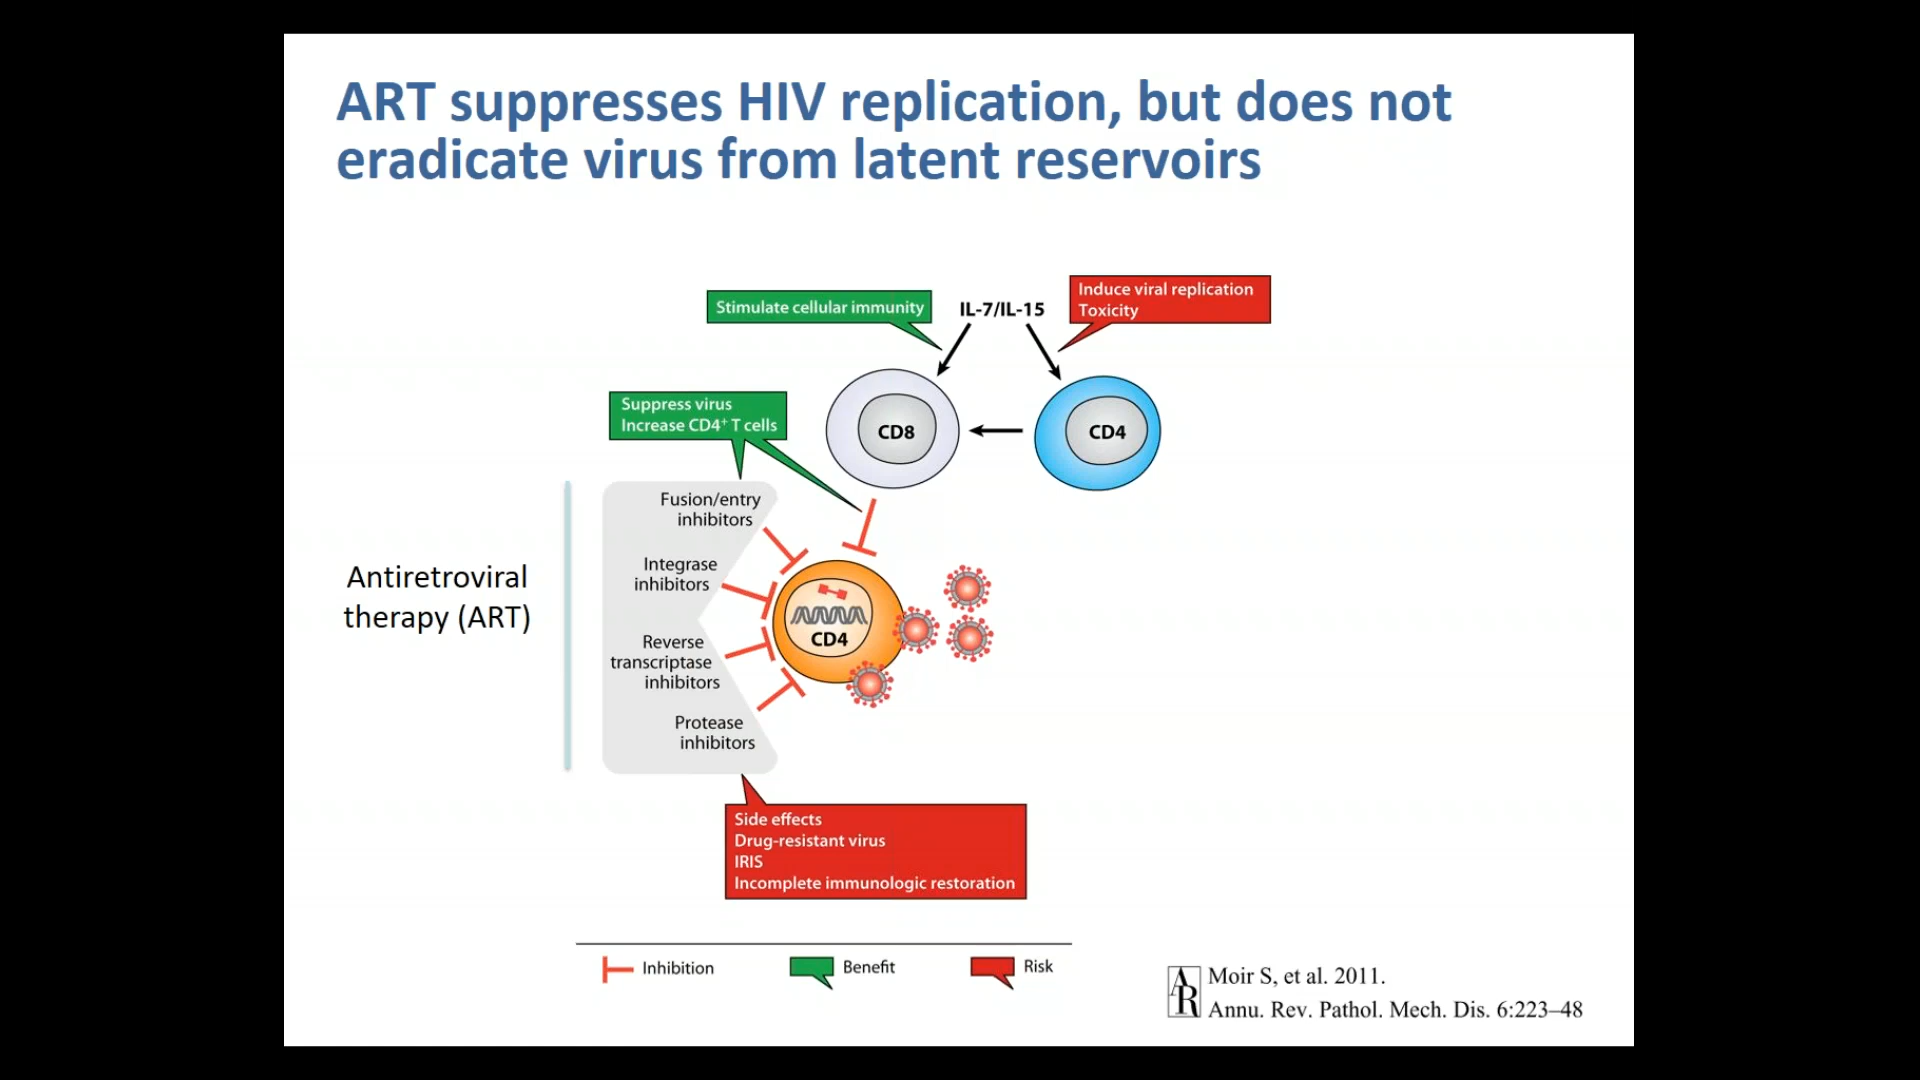 ART suppresses HIV replication, but does not
eradicate virus from latent reservoirs
Stimulate cellular immunity
IL-7/IL-15
Induce viral replication
Toxicity
Suppress virus
Increase CD4⁺ T cells
CD8
CD4
Antiretroviral
therapy (ART)
Fusion/entry
inhibitors
Integrase
inhibitors
Reverse
transcriptase
inhibitors
Protease
inhibitors
CD4
Side effects
Drug-resistant virus
IRIS
Incomplete immunologic restoration
Inhibition
Benefit
Risk
AR
Moir S, et al. 2011.
Annu. Rev. Pathol. Mech. Dis. 6:223–48